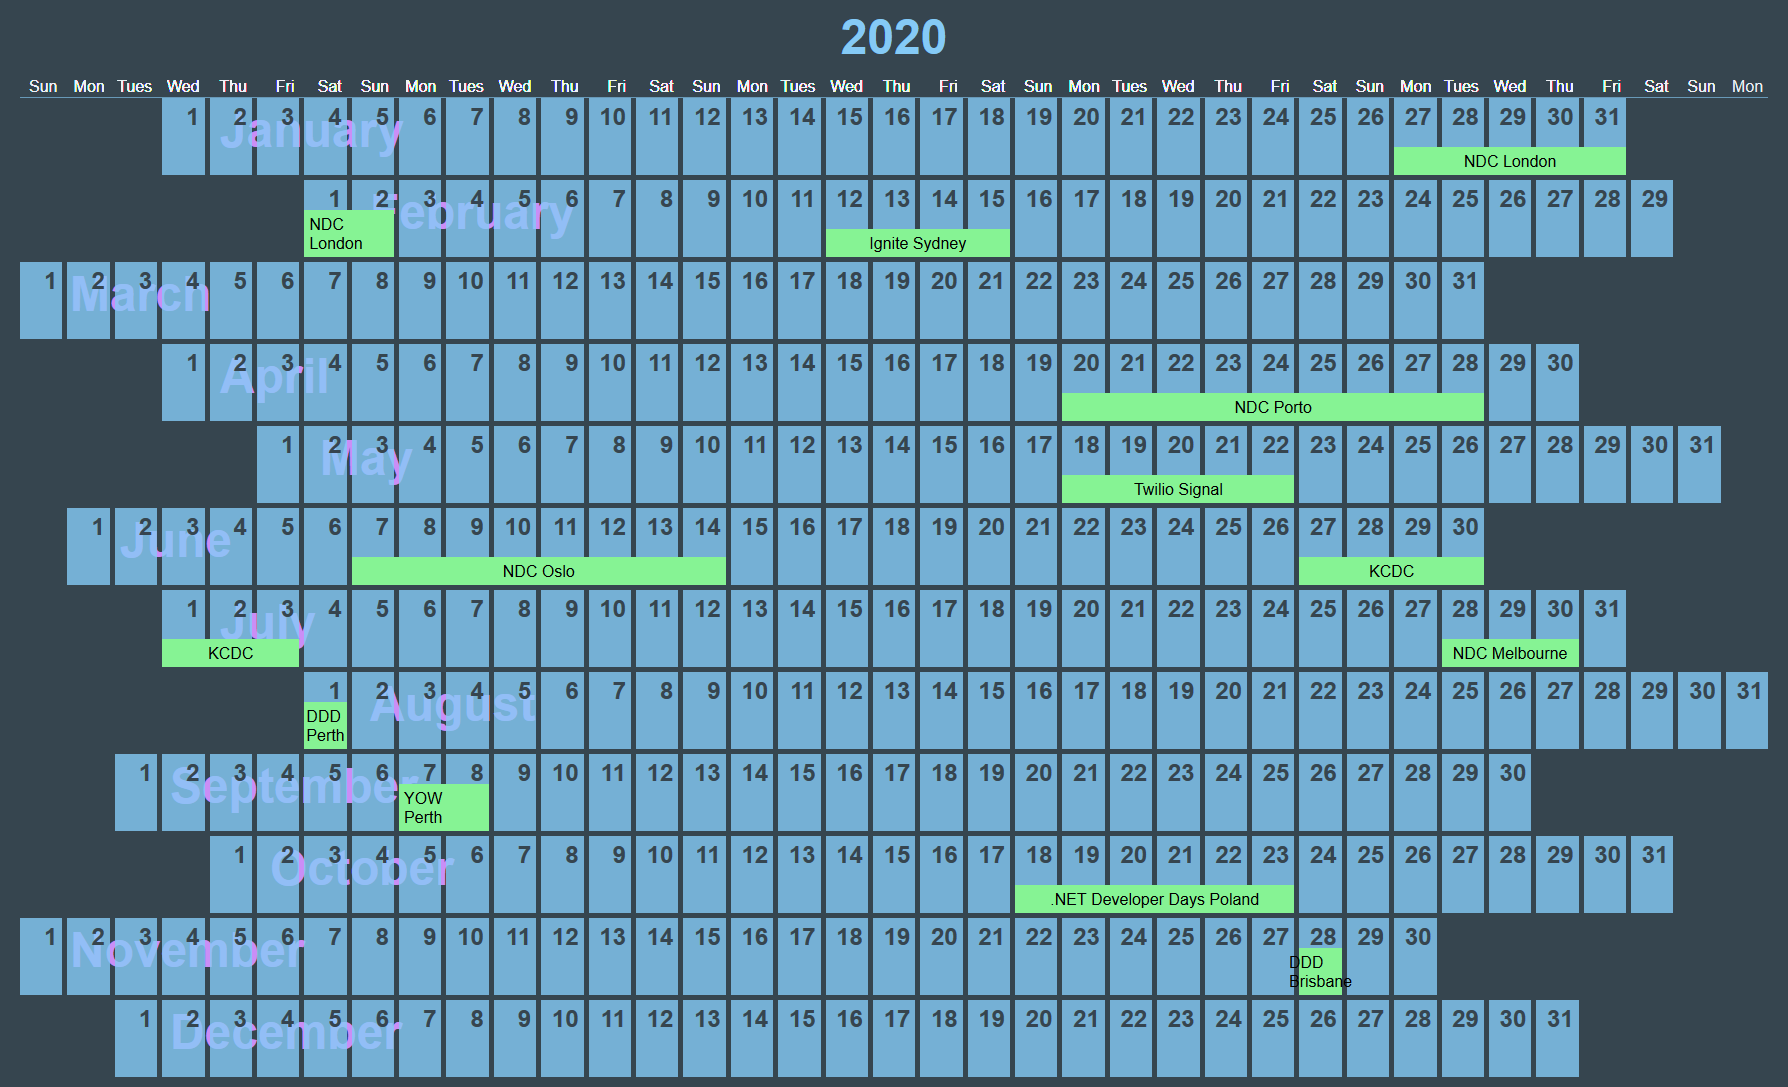 2020
Sun Mon Tues Wed Thu Fri Sat Sun Mon Tues Wed Thu Fri Sat Sun Mon Tues Wed Thu Fri Sat Sun Mon Tues Wed Thu Fri Sat Sun Mon Tues Wed Thu Fri Sat Sun Mon
1 2 3 4 5 6 7 8 9 10 11 12 13 14 15 16 17 18 19 20 21 22 23 24 25 26 27 28 29 30 31
January
NDC London
1 2 3 4 5 6 7 8 9 10 11 12 13 14 15 16 17 18 19 20 21 22 23 24 25 26 27 28 29
February
NDC
London
Ignite Sydney
1 2 3 4 5 6 7 8 9 10 11 12 13 14 15 16 17 18 19 20 21 22 23 24 25 26 27 28 29 30 31
March
1 2 3 4 5 6 7 8 9 10 11 12 13 14 15 16 17 18 19 20 21 22 23 24 25 26 27 28 29 30
April
NDC Porto
1 2 3 4 5 6 7 8 9 10 11 12 13 14 15 16 17 18 19 20 21 22 23 24 25 26 27 28 29 30 31
May
Twilio Signal
1 2 3 4 5 6 7 8 9 10 11 12 13 14 15 16 17 18 19 20 21 22 23 24 25 26 27 28 29 30
June
NDC Oslo
KCDC
1 2 3 4 5 6 7 8 9 10 11 12 13 14 15 16 17 18 19 20 21 22 23 24 25 26 27 28 29 30 31
July
KCDC
NDC Melbourne
1 2 3 4 5 6 7 8 9 10 11 12 13 14 15 16 17 18 19 20 21 22 23 24 25 26 27 28 29 30 31
August
DDD
Perth
1 2 3 4 5 6 7 8 9 10 11 12 13 14 15 16 17 18 19 20 21 22 23 24 25 26 27 28 29 30
September
YOW
Perth
1 2 3 4 5 6 7 8 9 10 11 12 13 14 15 16 17 18 19 20 21 22 23 24 25 26 27 28 29 30 31
October
.NET Developer Days Poland
1 2 3 4 5 6 7 8 9 10 11 12 13 14 15 16 17 18 19 20 21 22 23 24 25 26 27 28 29 30
November
DDD
Brisbane
1 2 3 4 5 6 7 8 9 10 11 12 13 14 15 16 17 18 19 20 21 22 23 24 25 26 27 28 29 30 31
December